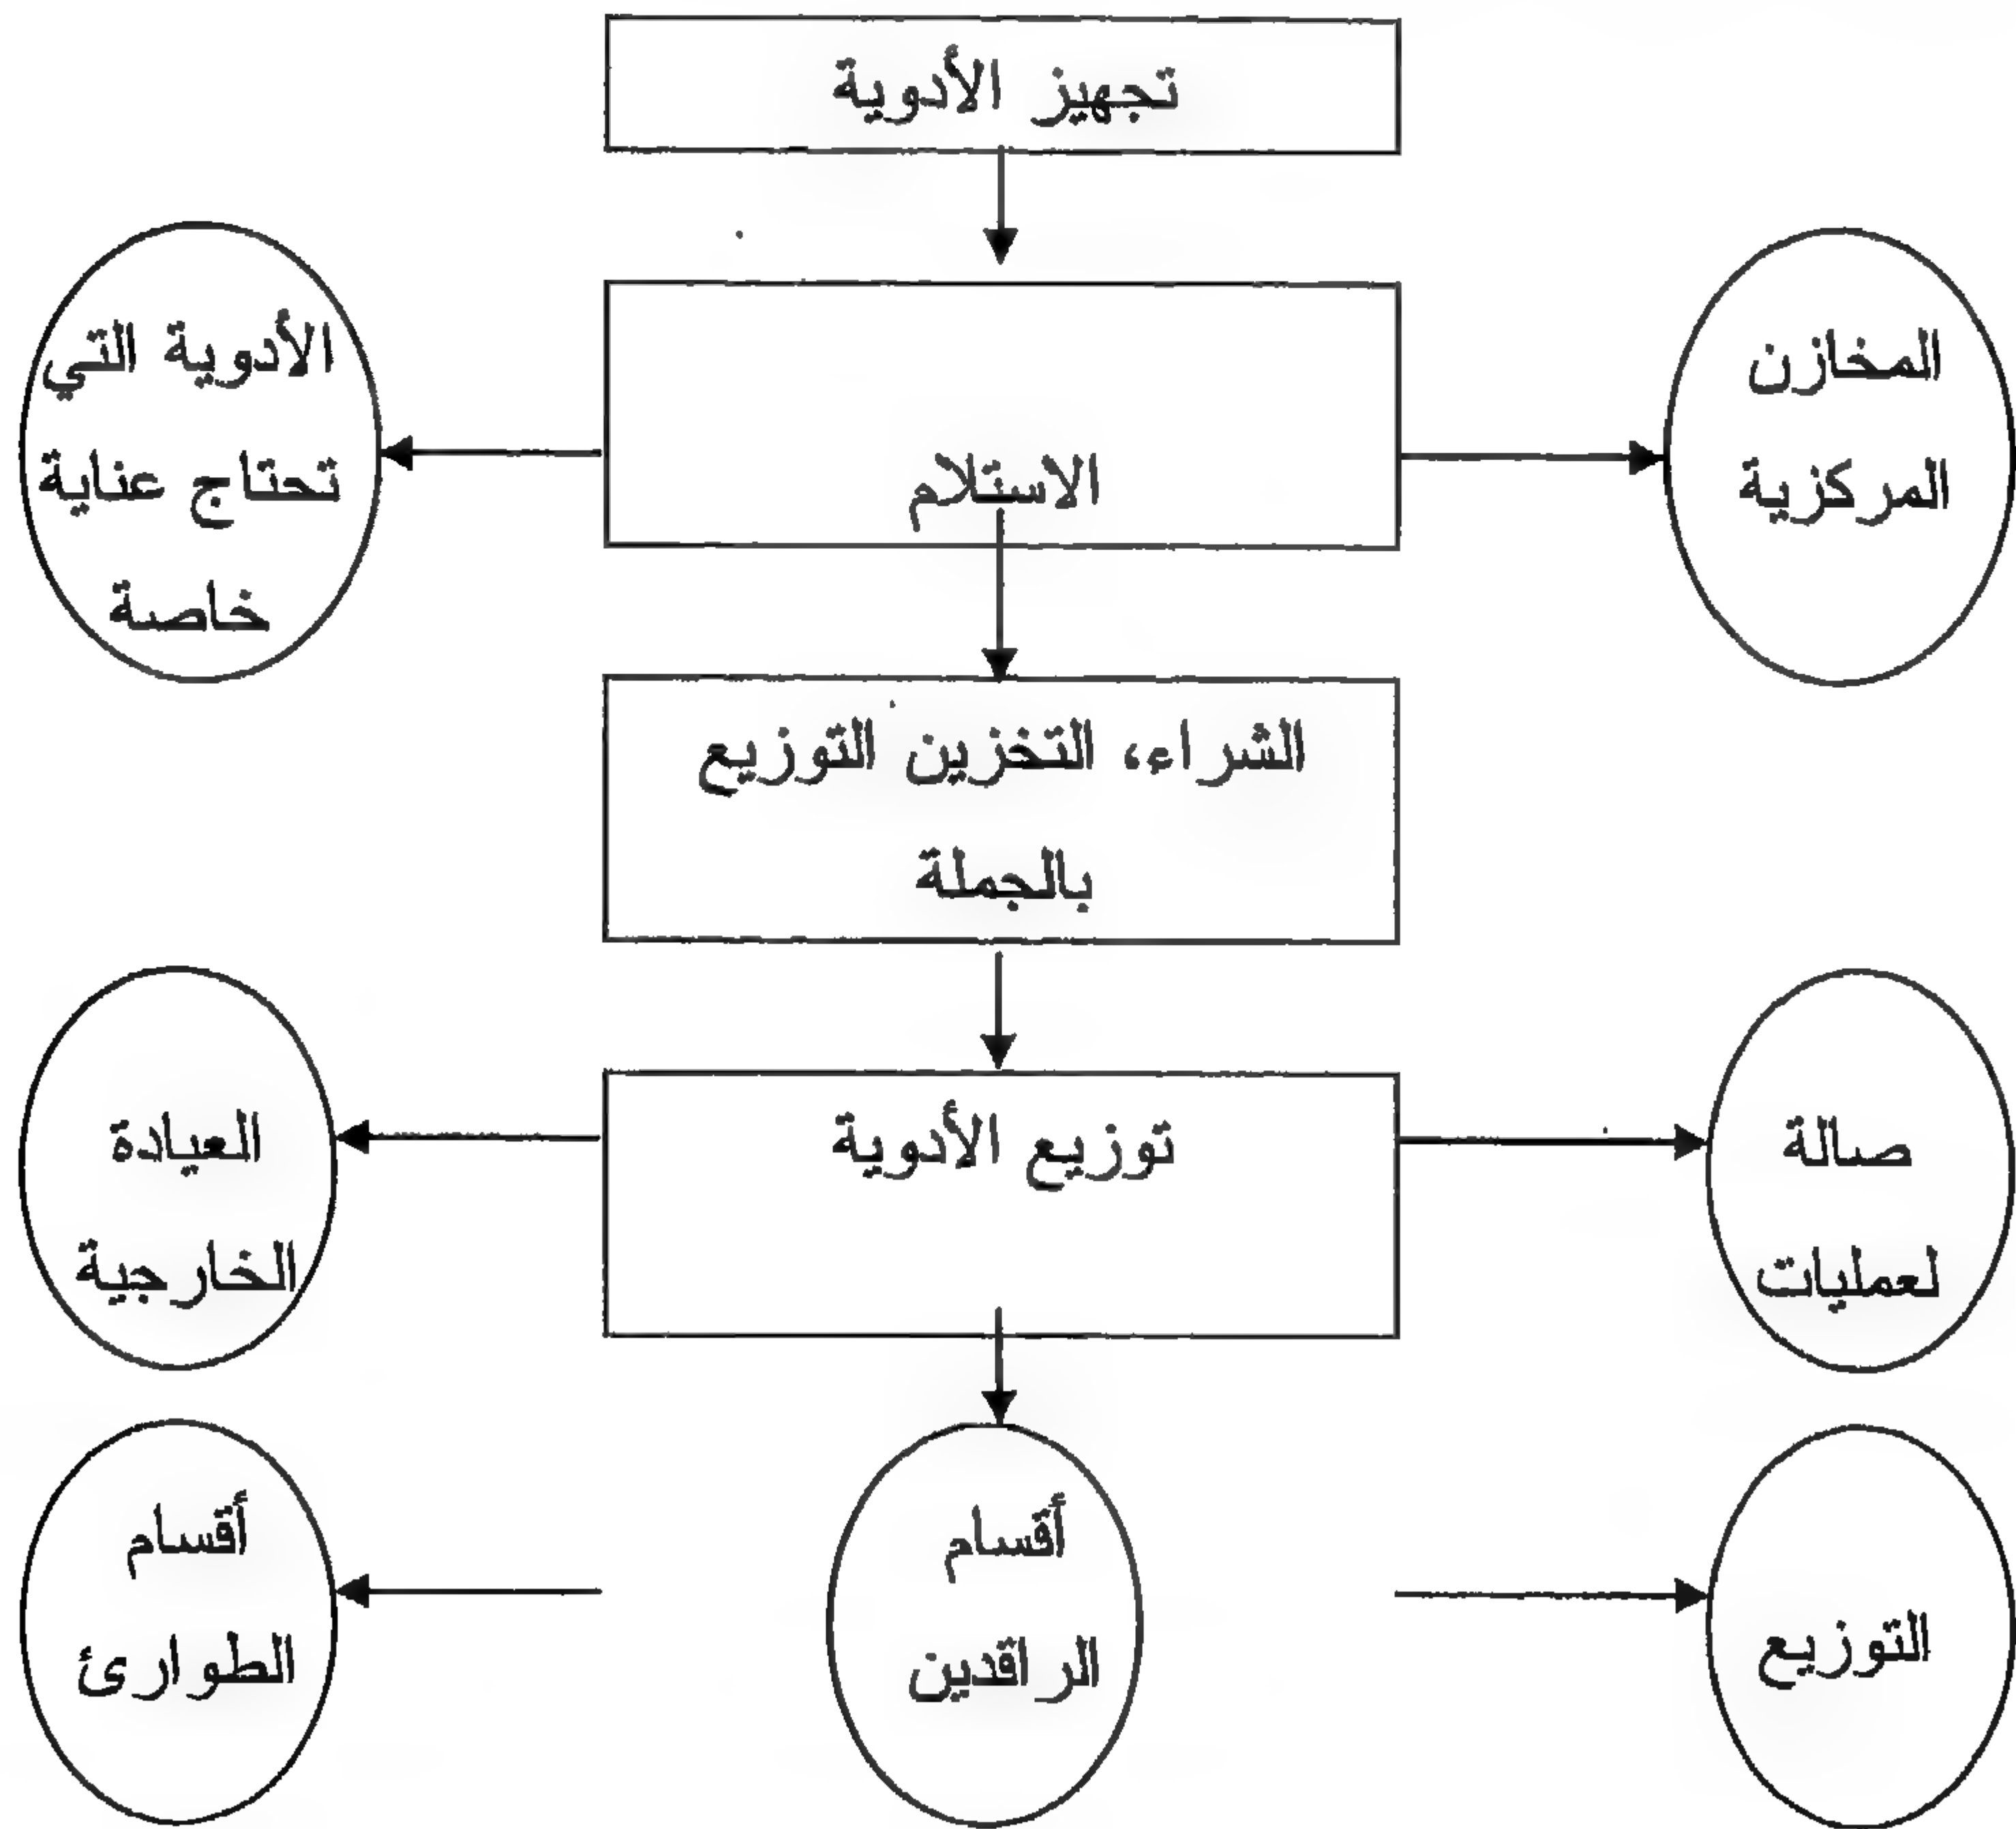 تجهيز الأدوية
المخازن
المركزية
الاستلام
الأدوية التي
تحتاج عناية
خاصة
الشراء، التخزين التوزيع
بالجملة
صالة
لعمليات
توزيع الأدوية
العيادة
الخارجية
التوزيع
أقسام
الراقدين
أقسام
الطوارئ